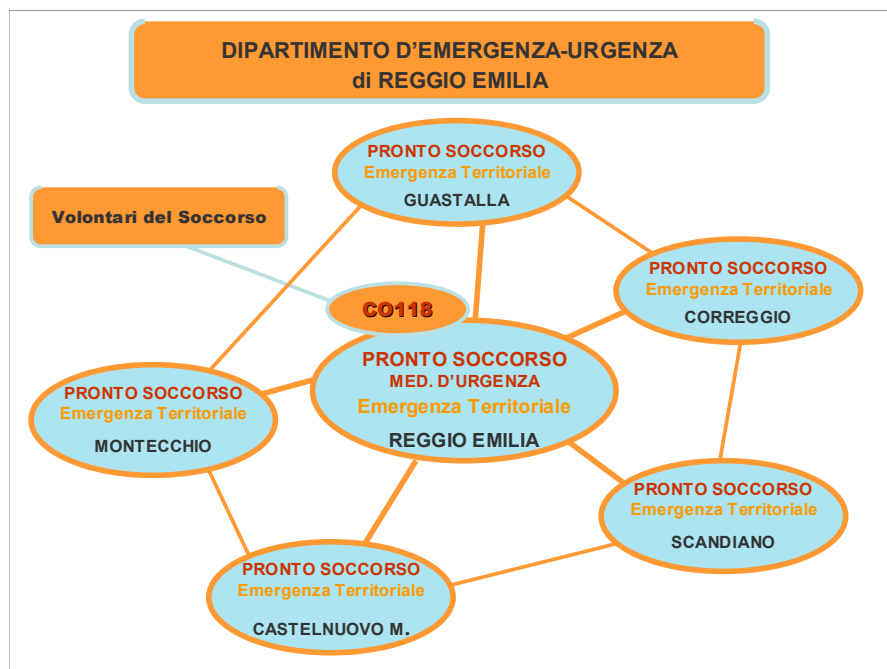 DIPARTIMENTO D'EMERGENZA-URGENZA
di REGGIO EMILIA
PRONTO SOCCORSO
Emergenza Territoriale
GUASTALLA
Volontari del Soccorso
PRONTO SOCCORSO
Emergenza Territoriale
CORREGGIO
CO118
PRONTO SOCCORSO
MED. D'URGENZA
Emergenza Territoriale
REGGIO EMILIA
PRONTO SOCCORSO
Emergenza Territoriale
MONTECCHIO
PRONTO SOCCORSO
Emergenza Territoriale
SCANDIANO
PRONTO SOCCORSO
Emergenza Territoriale
CASTELNUOVO M.